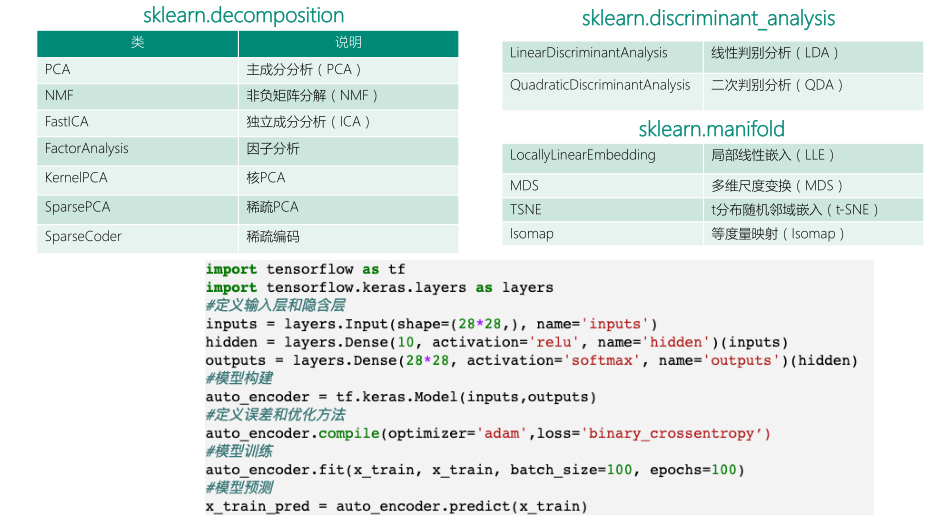 sklearn.decomposition
类 说明
PCA 主成分分析（PCA）
NMF 非负矩阵分解（NMF）
FastICA 独立成分分析（ICA）
FactorAnalysis 因子分析
KernelPCA 核PCA
SparsePCA 稀疏PCA
SparseCoder 稀疏编码
sklearn.discriminant_analysis
LinearDiscriminantAnalysis 线性判别分析（LDA）
QuadraticDiscriminantAnalysis 二次判别分析（QDA）
sklearn.manifold
LocallyLinearEmbedding 局部线性嵌入（LLE）
MDS 多维尺度变换（MDS）
TSNE t分布随机邻域嵌入（t-SNE）
Isomap 等度量映射（Isomap）
import tensorflow as tf
import tensorflow.keras.layers as layers
#定义输入层和隐含层
inputs = layers.Input(shape=(28*28,), name='inputs')
hidden = layers.Dense(10, activation='relu', name='hidden')(inputs)
outputs = layers.Dense(28*28, activation='softmax', name='outputs')(hidden)
#模型构建
auto_encoder = tf.keras.Model(inputs,outputs)
#定义误差和优化方法
auto_encoder.compile(optimizer='adam',loss='binary_crossentropy’)
#模型训练
auto_encoder.fit(x_train, x_train, batch_size=100, epochs=100)
#模型预测
x_train_pred = auto_encoder.predict(x_train)